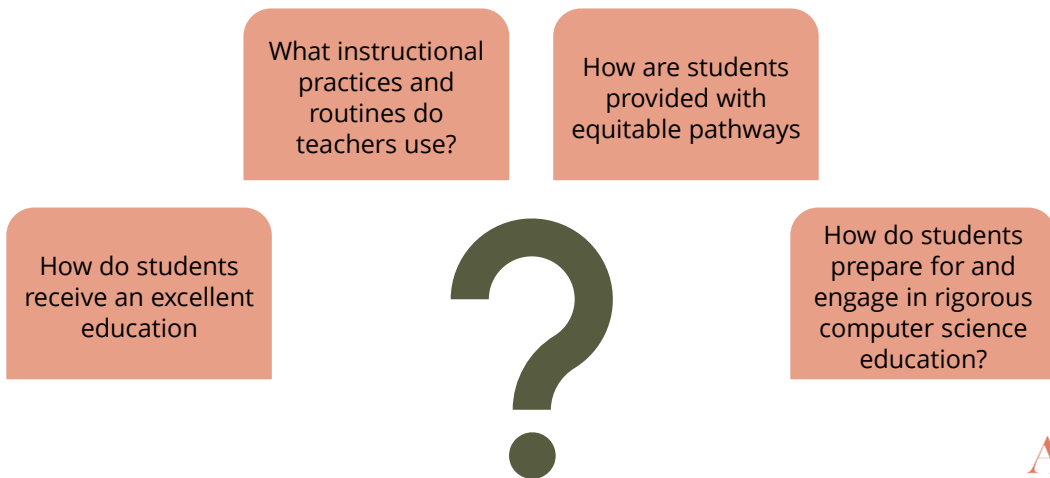 What instructional
practices and
routines do
teachers use?
How are students
provided with
equitable pathways
How do students
receive an excellent
education
?
How do students
prepare for and
engage in rigorous
computer science
education?
A